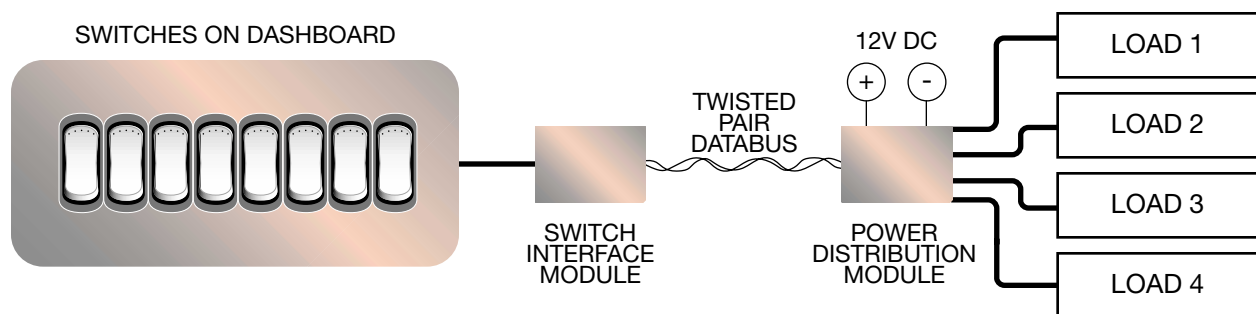 SWITCHES ON DASHBOARD
SWITCH
INTERFACE
MODULE
TWISTED
PAIR
DATABUS
12V DC
+
-
POWER
DISTRIBUTION
MODULE
LOAD 1
LOAD 2
LOAD 3
LOAD 4